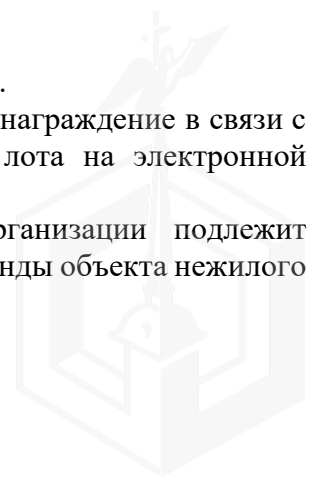 .
награждение в связи с
лота на электронной
рганизации подлежит
нды объекта нежилого